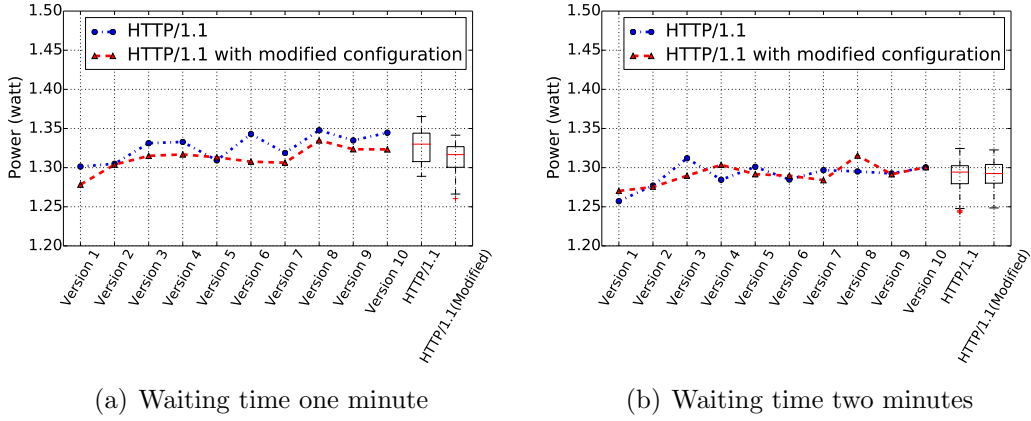 1.50
1.45
1.40
1.35
1.30
1.25
1.20
Power (watt)
HTTP/1.1
HTTP/1.1 with modified configuration
Version 1
Version 2
Version 3
Version 4
Version 5
Version 6
Version 7
Version 8
Version 9
Version 10
HTTP/1.1
HTTP/1.1(Modified)
(a) Waiting time one minute
1.50
1.45
1.40
1.35
1.30
1.25
1.20
Power (watt)
HTTP/1.1
HTTP/1.1 with modified configuration
Version 1
Version 2
Version 3
Version 4
Version 5
Version 6
Version 7
Version 8
Version 9
Version 10
HTTP/1.1
HTTP/1.1(Modified)
(b) Waiting time two minutes